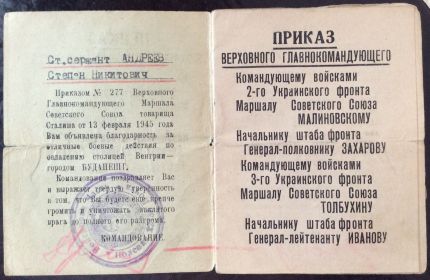 Ст.сержант АНДРЕЕВ
Степан Никитович
Приказом № 277 Верховного
Главнокомандующего Маршала
Советского Союза товарища
Сталина от 13 февраля 1945 года
Вам объявлена благодарность за
отличные боевые действия по
овладению столицей Венгрии—
городом БУДАПЕШТ.
Командование поздравляет Вас
и выражает твердую уверенность
в том, что Вы будете еще крепче
громить и уничтожать проклятого
врага до полного его разгрома.
КОМАНДОВАНИЕ.
ПРИКАЗ
ВЕРХОВНОГО ГЛАВНОКОМАНДУЮЩЕГО
Командующему войсками
2-го Украинского фронта
Маршалу Советского Союза
МАЛИНОВСКОМУ
Начальнику штаба фронта
Генерал-полковнику ЗАХАРОВУ
Командующему войсками
3-го Украинского фронта
Маршалу Советского Союза
ТОЛБУХИНУ
Начальнику штаба фронта
Генерал-лейтенанту ИВАНОВУ